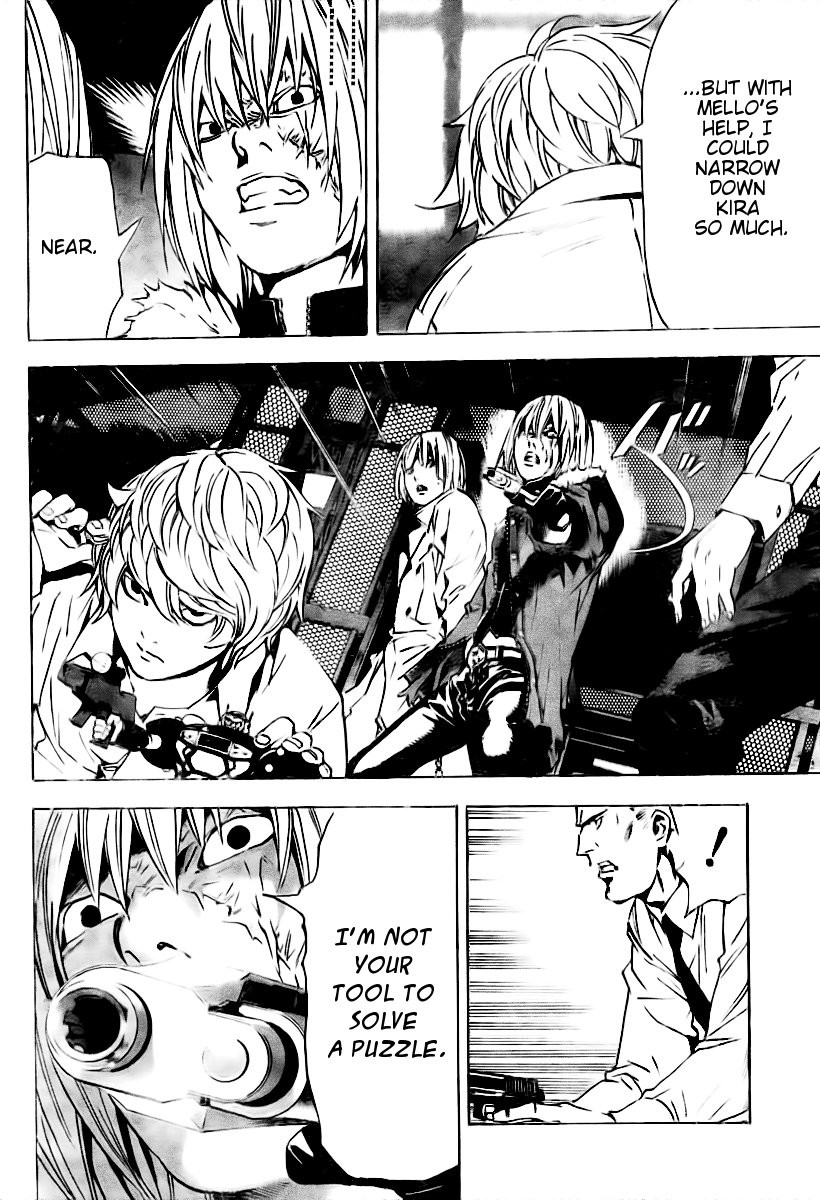 ...BUT WITH
MELLO'S
HELP, I
COULD
NARROW
DOWN
KIRA
SO MUCH.
NEAR.
!
I'M NOT
YOUR
TOOL TO
SOLVE
A PUZZLE.